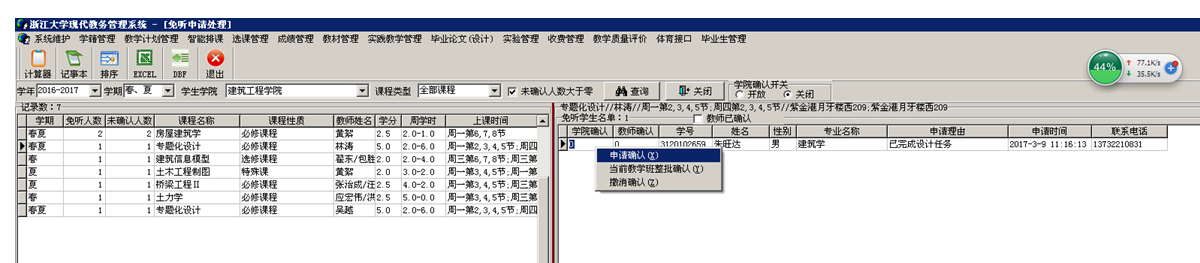 浙江大学现代教务管理系统 - [免听申请处理]
系统维护 学籍管理 教学计划管理 智能排课 选课管理 成绩管理 教材管理 实践教学管理 毕业论文(设计) 实验管理 收费管理 教学质量评价 体育接口 毕业生管理
计算器 记事本 排序 EXCEL DBF 退出
44% 77.1K/s
35.5K/s
学年 2016-2017 学期 春、夏 学生学院 建筑工程学院 课程类型 全部课程 未确认人数大于零 查询 关闭 学院确认开关 开放 关闭
记录数:7
学期 免听人数 未确认人数 课程名称 课程性质 教师姓名 学分 周学时 上课时间
春夏 2 2 房屋建筑学 必修课程 黄絮 2.5 2.0-1.0 周一第6,7,8节
春夏 1 1 专题化设计 必修课程 林涛 5.0 2.0-6.0 周一第2,3,4,5节;周四
春 1 1 建筑信息模型 选修课程 翟东/包胜 2.0 2.0-4.0 周三第6,7,8节;周三第
夏 1 1 土木工程制图 特殊课 黄絮 2.0 3.0-2.0 周一第3,4,5节;周一第
夏 1 1 桥梁工程II 必修课程 张治成/汪 2.5 4.0-2.0 周一第3,4,5节;周四第
春 1 1 土力学 必修课程 应宏伟/洪 2.5 5.0-0.0 周一第3,4,5节;周三第
春夏 1 1 专题化设计 必修课程 吴越 5.0 2.0-6.0 周一第2,3,4,5节;周四
专题化设计//林涛//周一第2,3,4,5节;周四第2,3,4,5节//紫金港月牙楼西209;紫金港月牙楼西209
免听学生名单:1 教师已确认
学院确认 教师确认 学号 姓名 性别 专业名称 申请理由 申请时间 联系电话
0 0 3120102659 朱旺达 男 建筑学 已完成设计任务 2017-3-9 11:16:13 13732210831
申请确认(X)
当前教学班整批确认(Y)
撤消确认(Z)